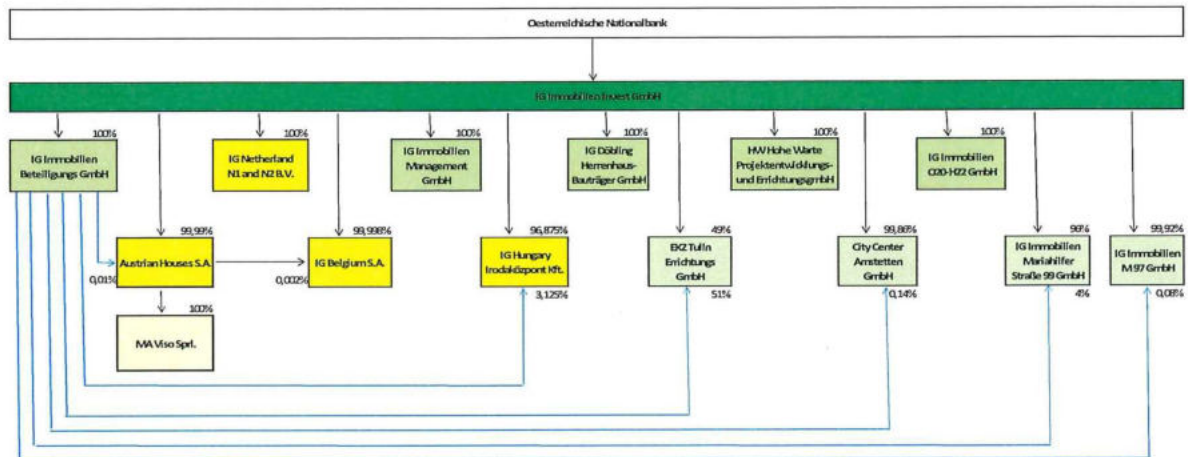 Oesterreichische Nationalbank
IG Immobilien Invest GmbH
100%
IG Immobilien
Beteiligungs GmbH
100%
IG Netherland
N1 and N2 B.V.
100%
IG Immobilien
Management
GmbH
100%
IG Döbling
Herrenhaus-
Bauträger GmbH
100%
HW Hohe Warte
Projektentwicklungs-
und ErrichtungsgmbH
100%
IG Immobilien
O20-H22 GmbH
99,99%
Austrian Houses S.A.
0,01%
99,998%
IG Belgium S.A.
0,002%
96,875%
IG Hungary
Irodaközpont Kft.
3,125%
49%
EKZ Tulln
Errichtungs
GmbH
51%
99,86%
City Center
Amstetten
GmbH
0,14%
96%
IG Immobilien
Mariahilfer
Straße 99 GmbH
4%
99,92%
IG Immobilien
M 97 GmbH
0,08%
100%
MA Viso Sprl.